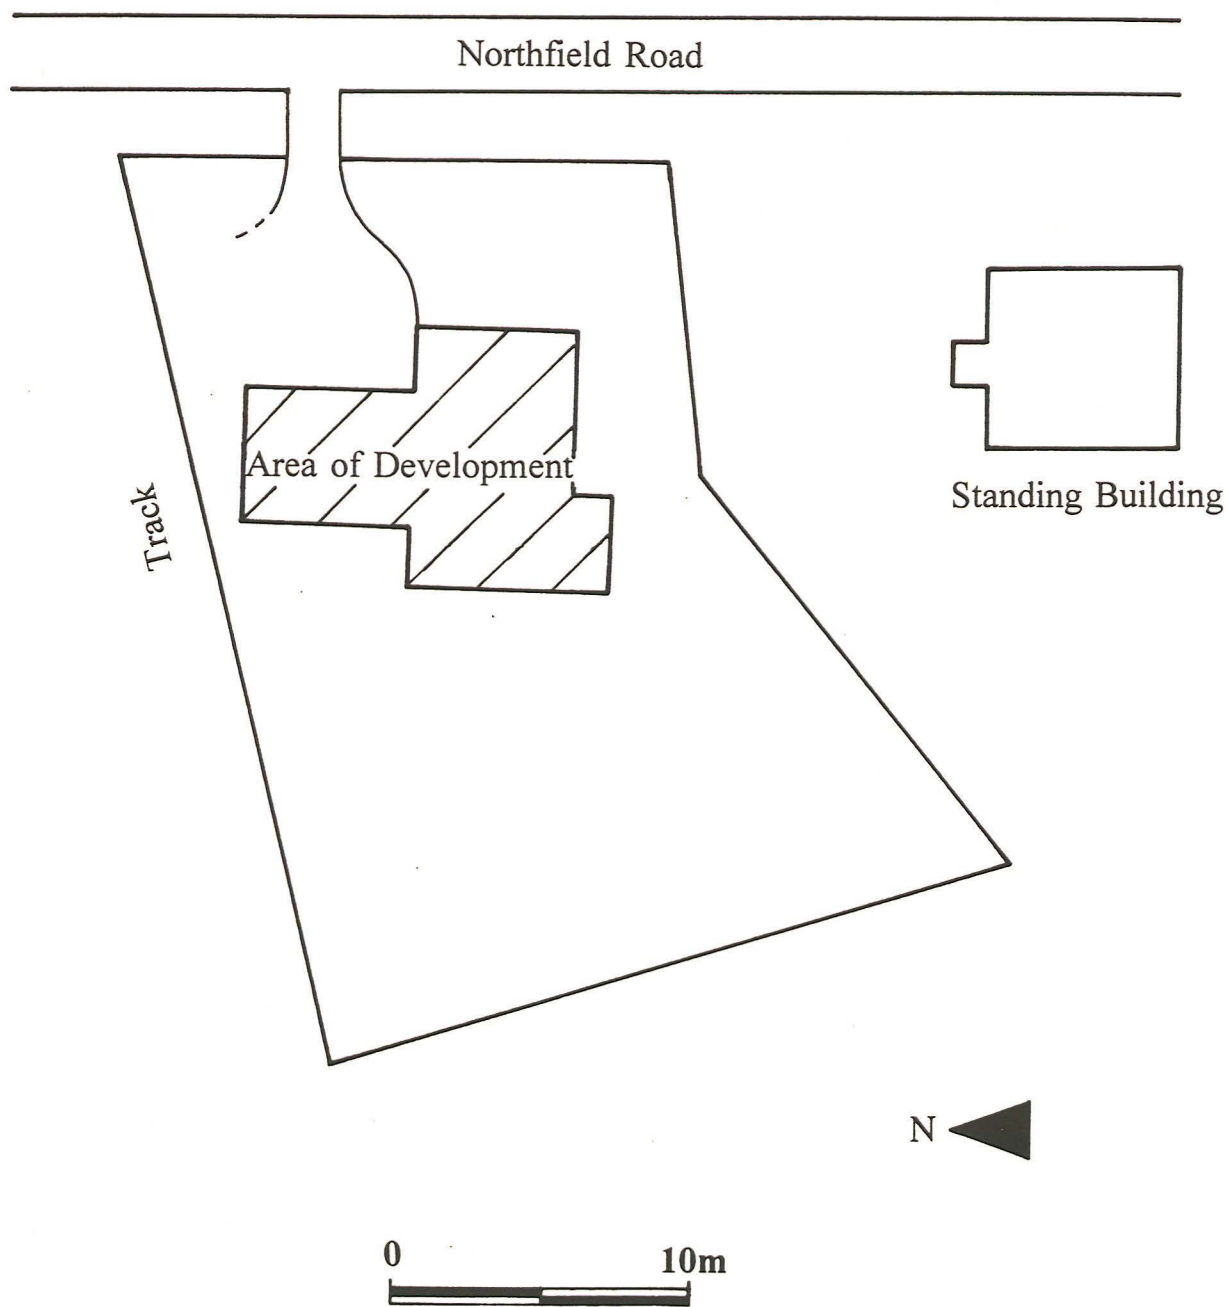 Northfield Road
Area of Development
Standing Building
Track
N
0 10m